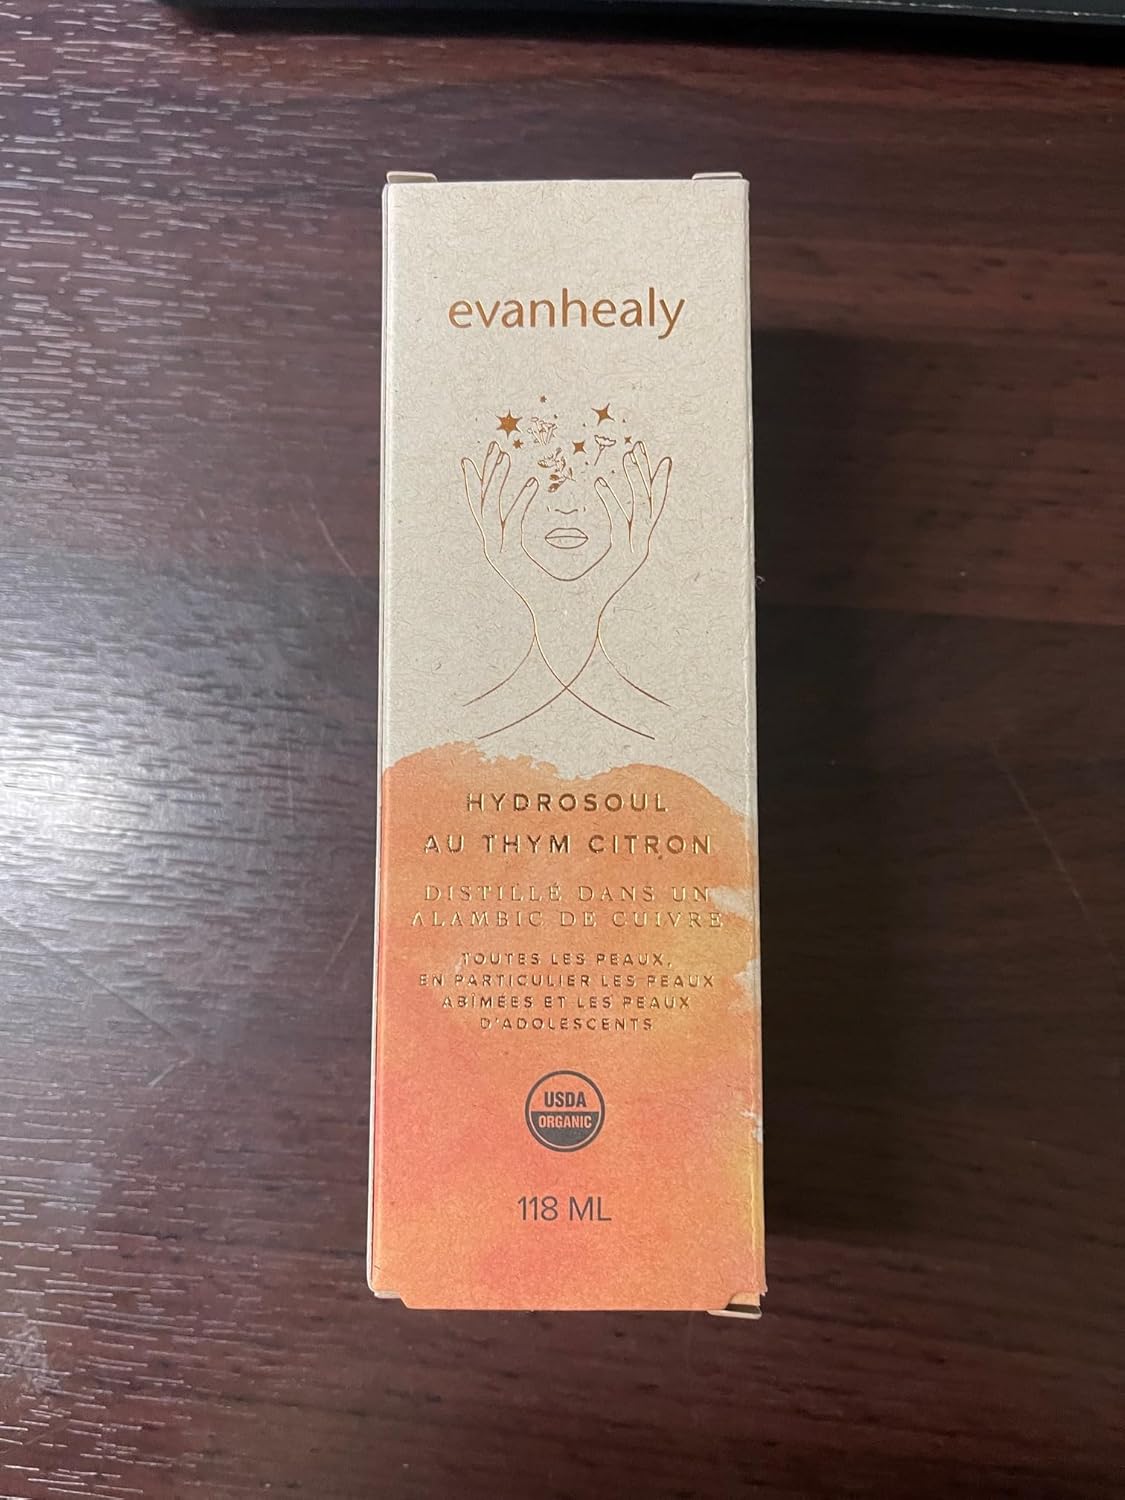 evanhealy
HYDROSOUL
AU THYM CITRON
DISTILLÉ DANS UN
ALAMBIC DE CUIVRE
TOUTES LES PEAUX,
EN PARTICULIER LES PEAUX
ABÎMÉES ET LES PEAUX
D'ADOLESCENTS
USDA
ORGANIC
118 ML